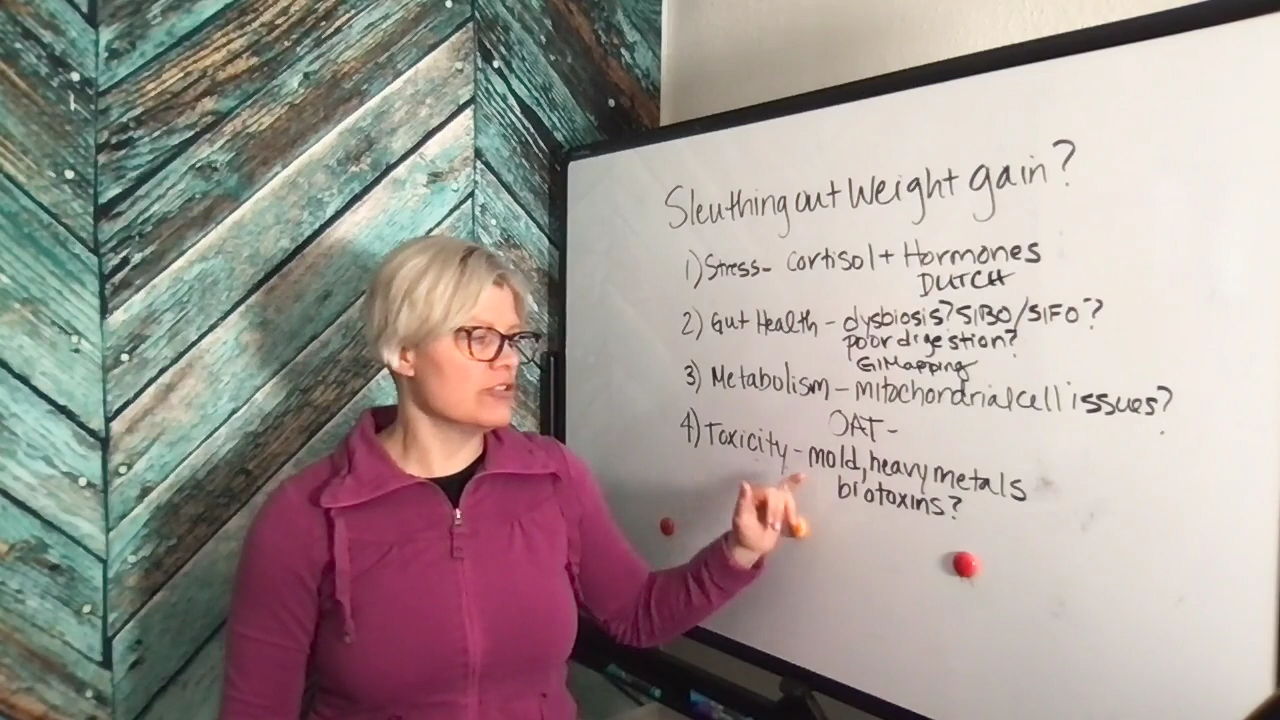 Sleuthing out Weight gain?
1) Stress- Cortisol + Hormones
DUTCH
2) Gut Health - dysbiosis? SIBO/SIFO?
poor digestion?
GI Mapping
3) Metabolism - mitochondrial cell issues?
OAT -
4) Toxicity - mold, heavy metals
biotoxins?